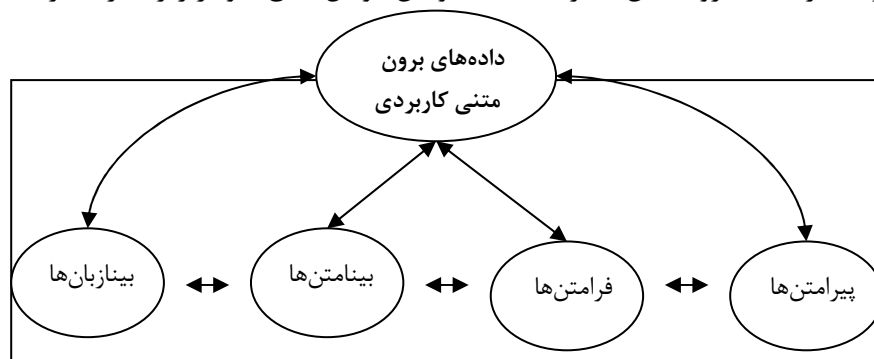 داده‌های برون
متنی کاربردی
پیرامتن‌ها
فرامتن‌ها
بینامتن‌ها
بینازبان‌ها